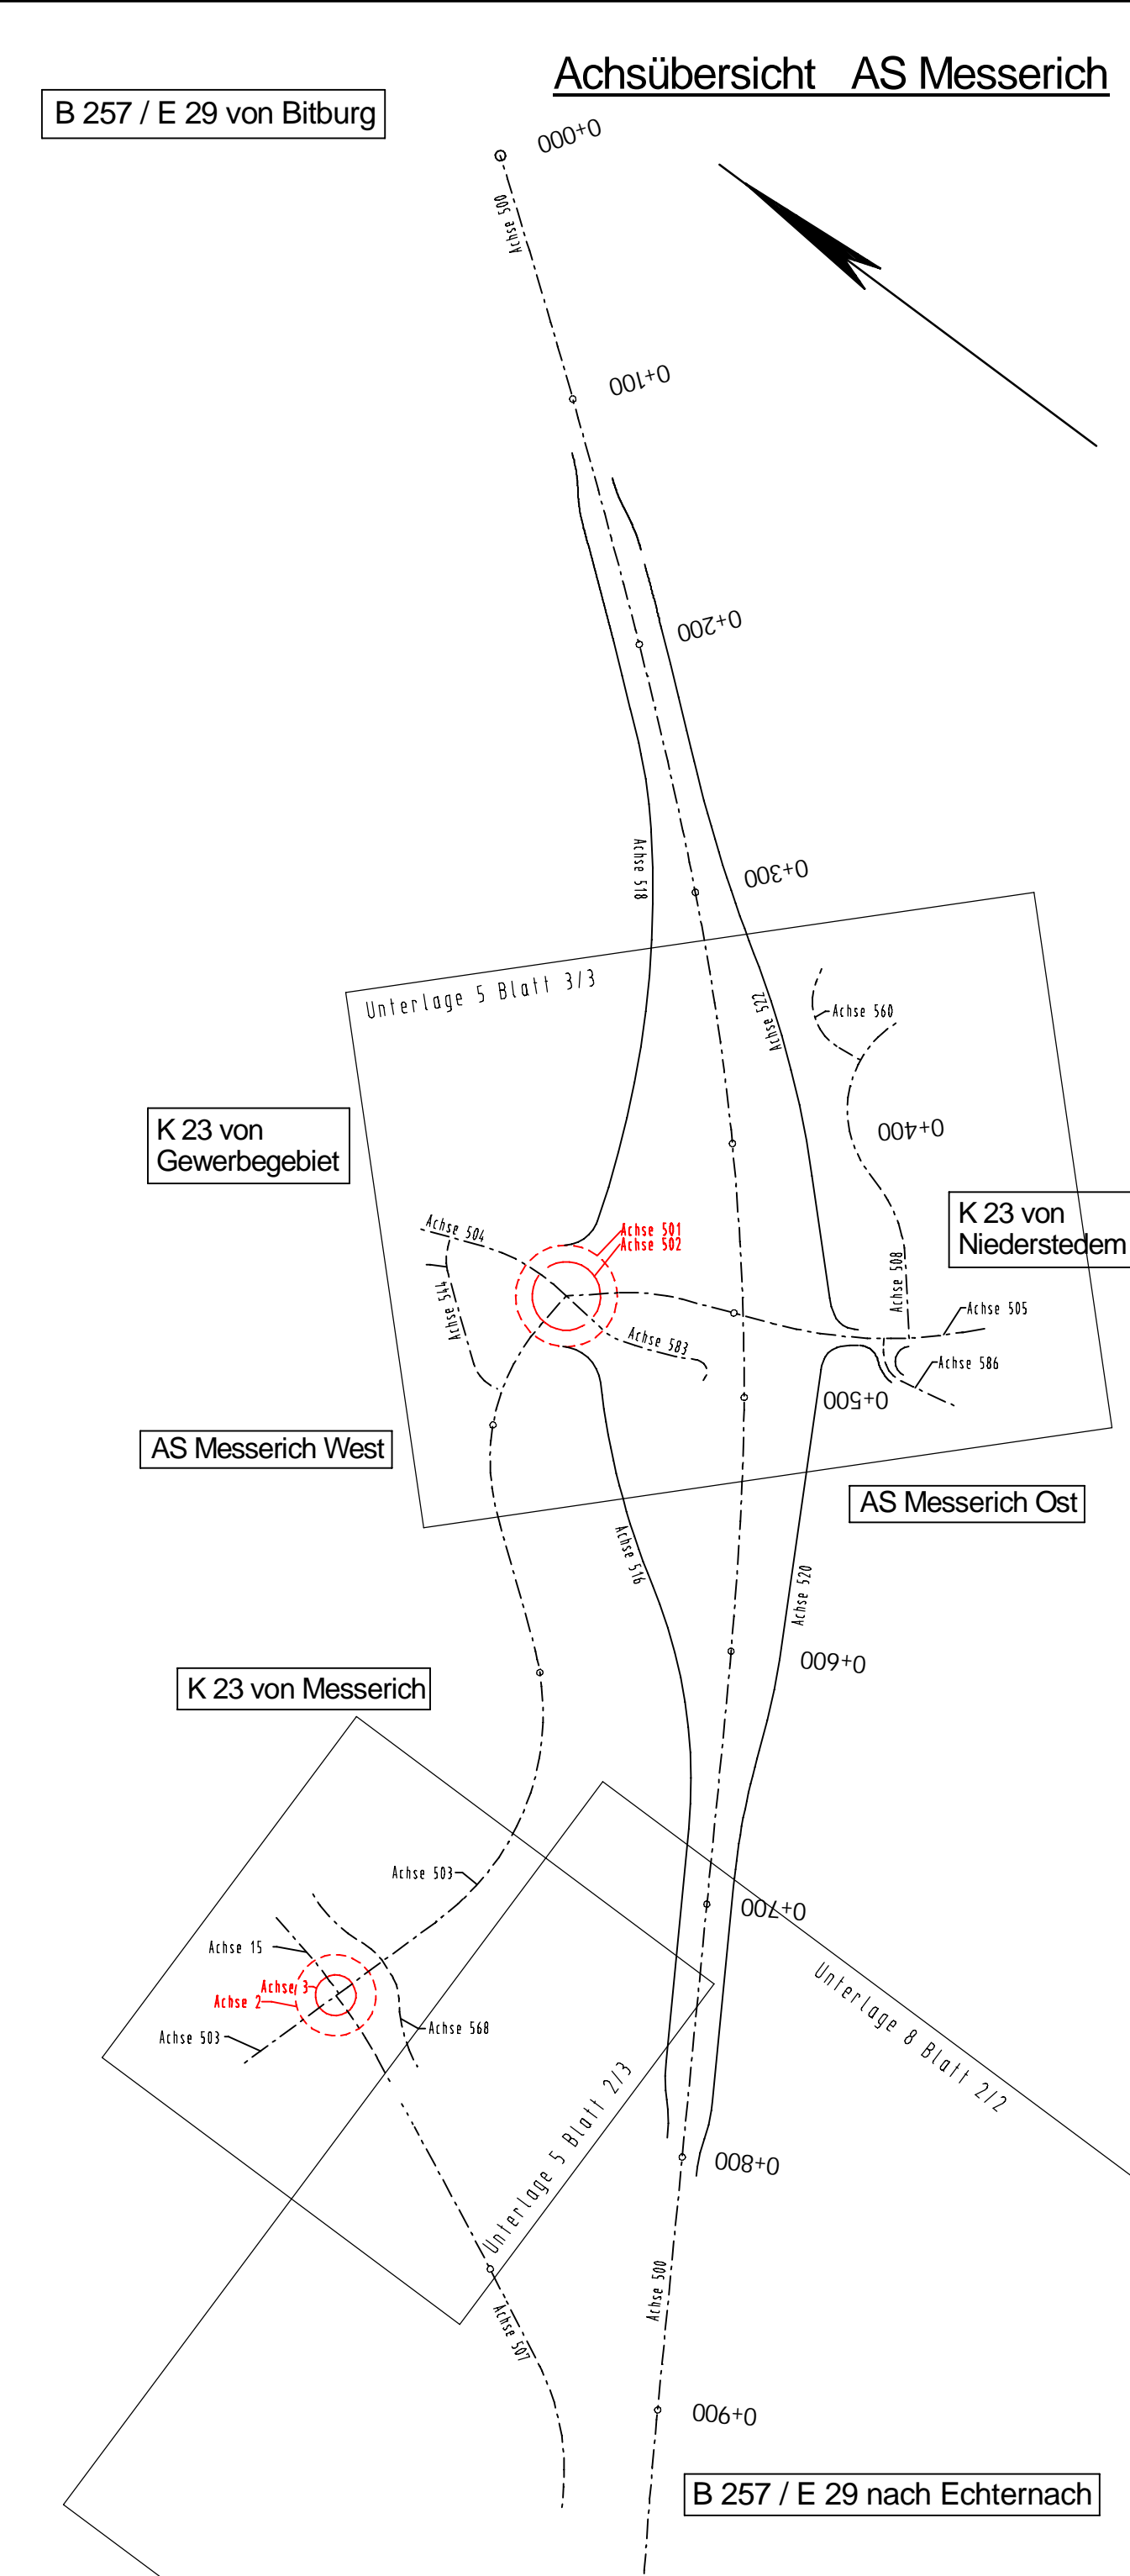 Achsübersicht AS Messerich
B 257 / E 29 von Bitburg
0+000
Achse 500
0+100
0+200
0+300
Achse 518
Unterlage 5 Blatt 3/3
Achse 522
Achse 560
K 23 von
Gewerbegebiet
0+400
K 23 von
Niederstedem
Achse 504
Achse 501
Achse 502
Achse 508
Achse 544
Achse 505
Achse 583
Achse 586
0+500
AS Messerich West
AS Messerich Ost
Achse 516
Achse 520
0+600
K 23 von Messerich
Achse 503
0+700
Achse 15
Achse 3
Achse 2
Achse 503
Achse 568
Unterlage 8 Blatt 2/2
Unterlage 5 Blatt 2/3
0+800
Achse 500
Achse 507
0+900
B 257 / E 29 nach Echternach